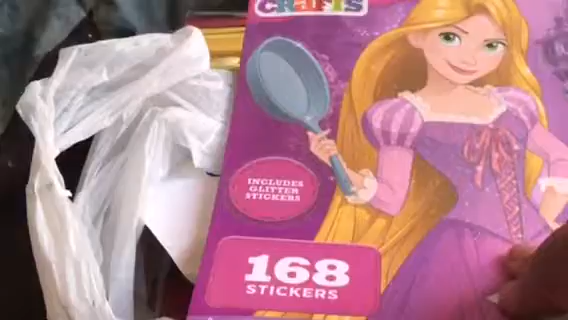 CRAFTS
INCLUDES
GLITTER
STICKERS
168
STICKERS